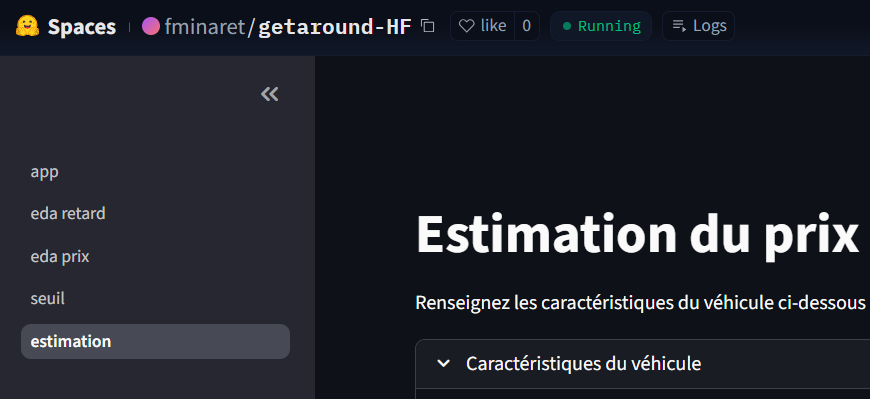 Spaces fminaret/getaround-HF like 0 Running Logs
app
eda retard
eda prix
seuil
estimation
Estimation du prix
Renseignez les caractéristiques du véhicule ci-dessous
Caractéristiques du véhicule